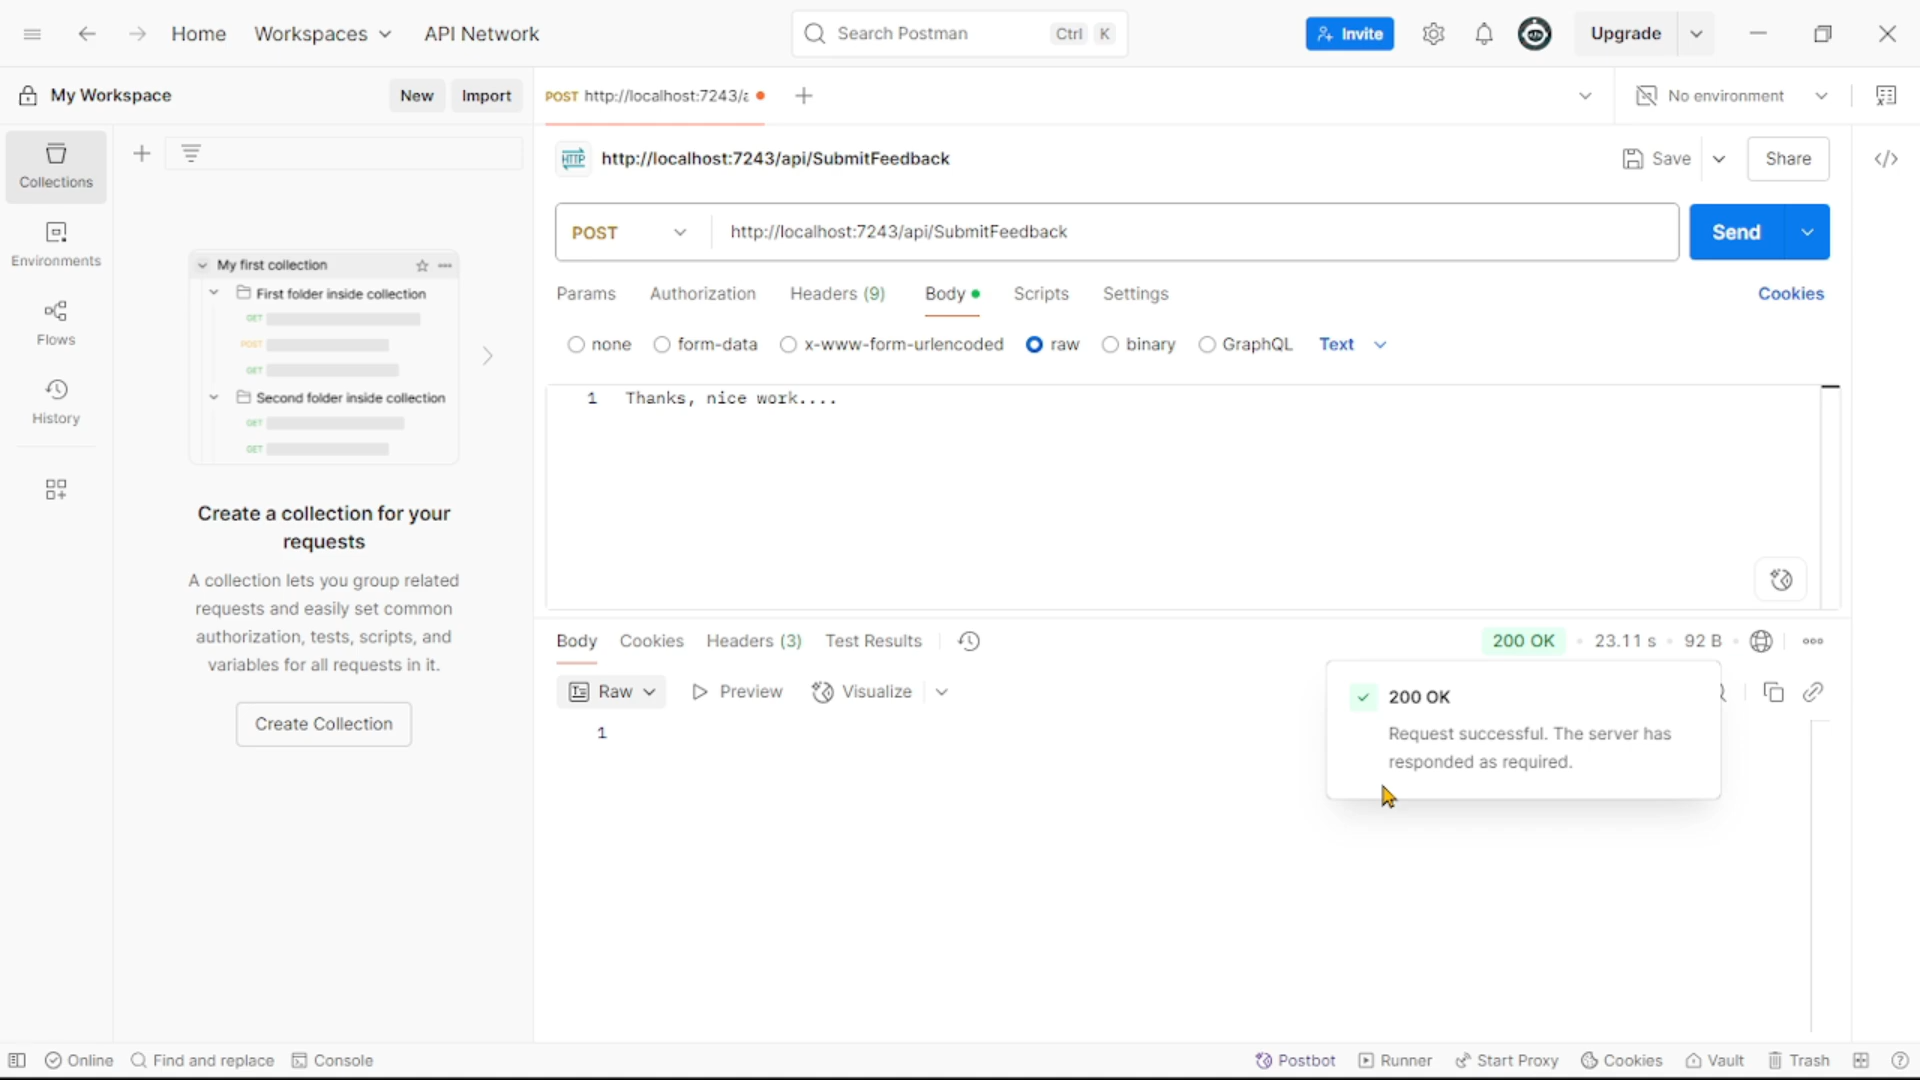 Home
Workspaces
API Network
Search Postman
Ctrl
K
Invite
Upgrade
My Workspace
New
Import
POST http://localhost:7243/a
No environment
Collections
Environments
Flows
History
My first collection
First folder inside collection
GET
POST
GET
Second folder inside collection
GET
GET
Create a collection for your
requests
A collection lets you group related
requests and easily set common
authorization, tests, scripts, and
variables for all requests in it.
Create Collection
HTTP
http://localhost:7243/api/SubmitFeedback
Save
Share
POST
http://localhost:7243/api/SubmitFeedback
Send
Params
Authorization
Headers (9)
Body
Scripts
Settings
Cookies
none
form-data
x-www-form-urlencoded
raw
binary
GraphQL
Text
1 Thanks, nice work....
Body
Cookies
Headers (3)
Test Results
200 OK
23.11 s
92 B
Raw
Preview
Visualize
1
200 OK
Request successful. The server has
responded as required.
Online
Find and replace
Console
Postbot
Runner
Start Proxy
Cookies
Vault
Trash